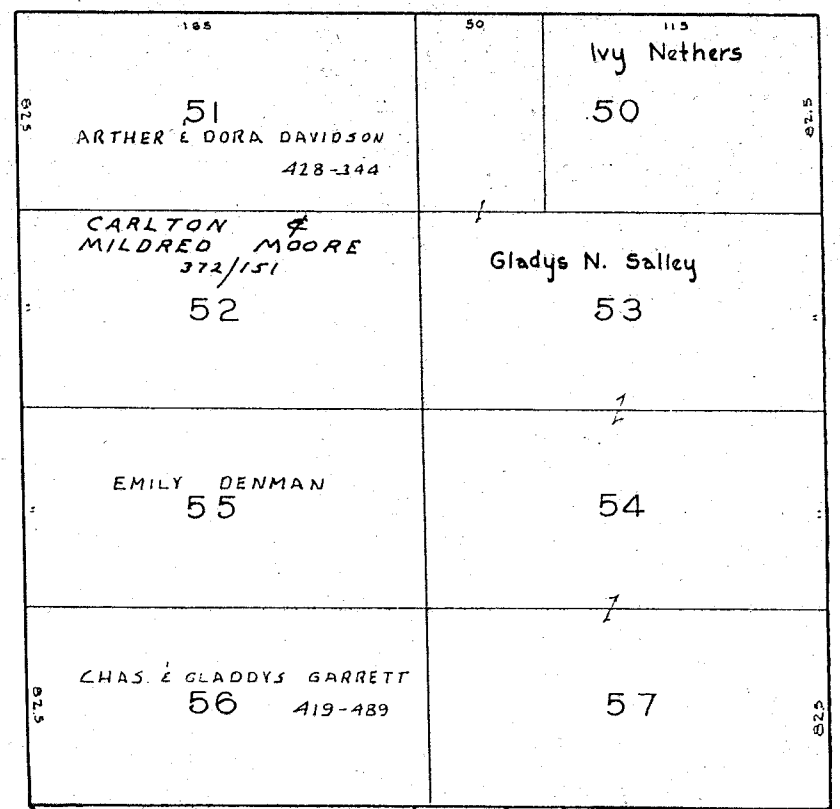 165 50 115
Ivy Nethers
82.5 51 50 82.5
ARTHER & DORA DAVIDSON
428-344
CARLTON &
MILDRED MOORE
372/151
Gladys N. Salley
" 52 53 "
EMILY DENMAN
" 55 54 "
CHAS. & GLADDYS GARRETT
82.5 56 419-489 57 82.5